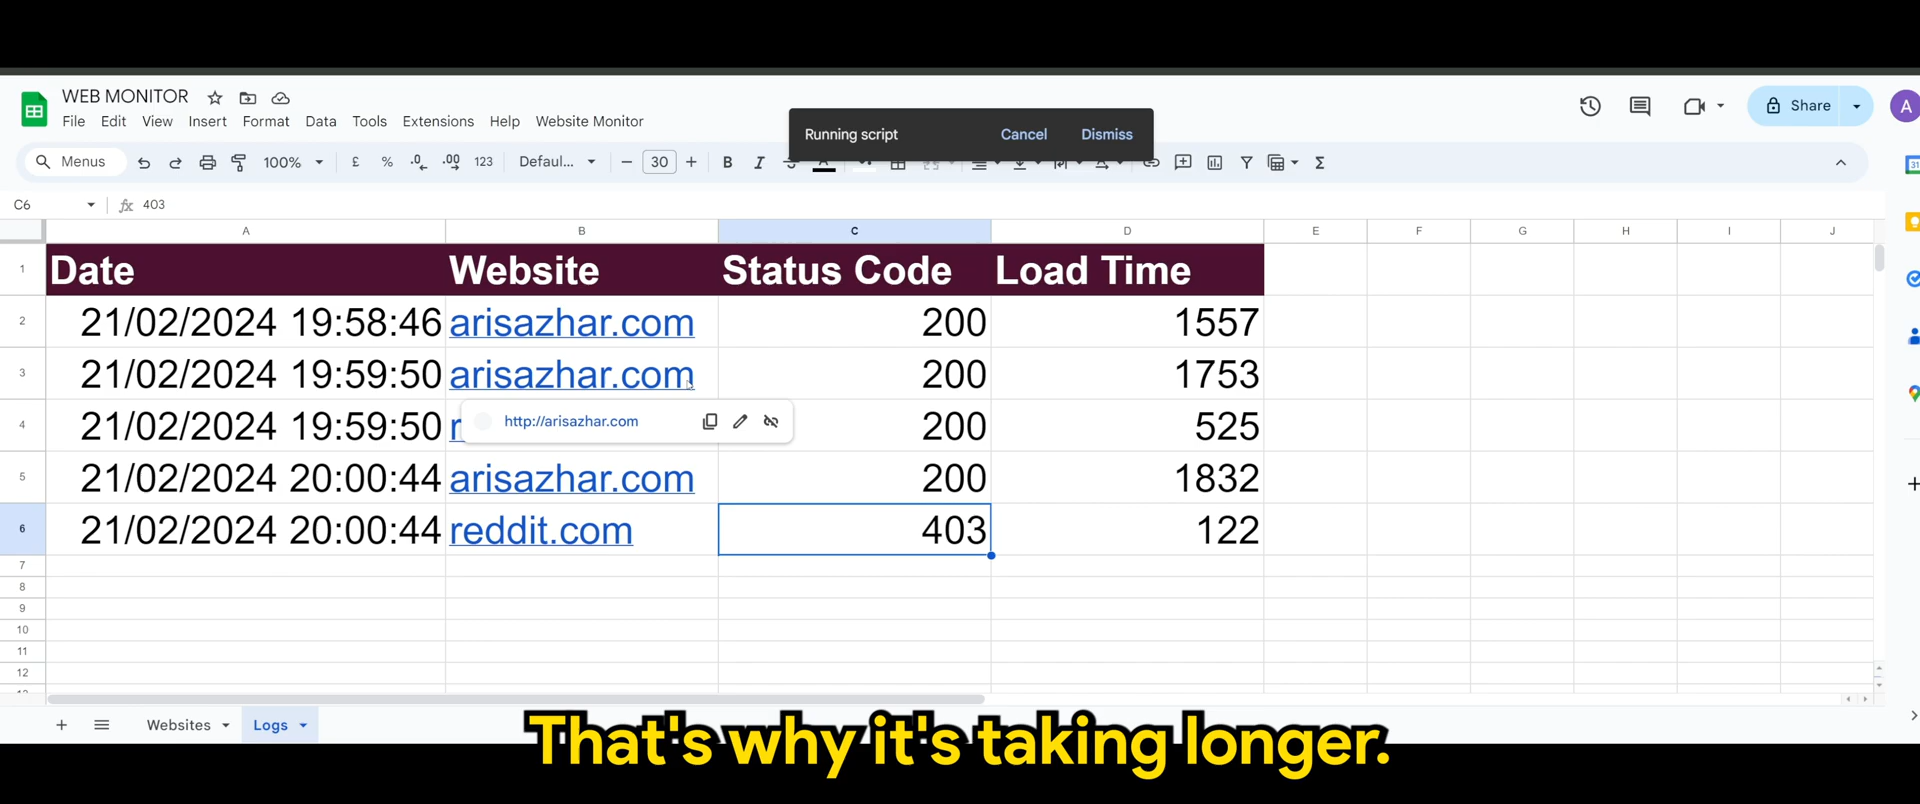 WEB MONITOR
File Edit View Insert Format Data Tools Extensions Help Website Monitor
Running script Cancel Dismiss
Share
A
Menus 100% £ % .0 .00 123 Defaul... 30 B I
C6 fx 403
A B C D E F G H I J
1 Date Website Status Code Load Time
2 21/02/2024 19:58:46 arisazhar.com 200 1557
3 21/02/2024 19:59:50 arisazhar.com 200 1753
4 21/02/2024 19:59:50 200 525
http://arisazhar.com
5 21/02/2024 20:00:44 arisazhar.com 200 1832
6 21/02/2024 20:00:44 reddit.com 403 122
7
8
9
10
11
12
Websites Logs
That's why it's taking longer.